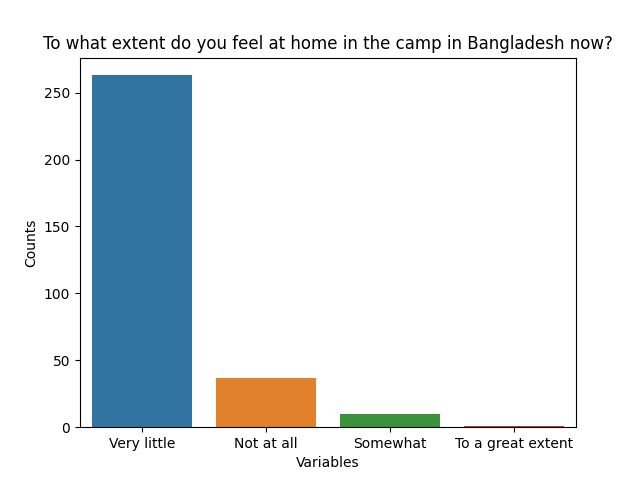 To what extent do you feel at home in the camp in Bangladesh now?
250
200
150
100
50
0
Counts
Very little Not at all Somewhat To a great extent
Variables